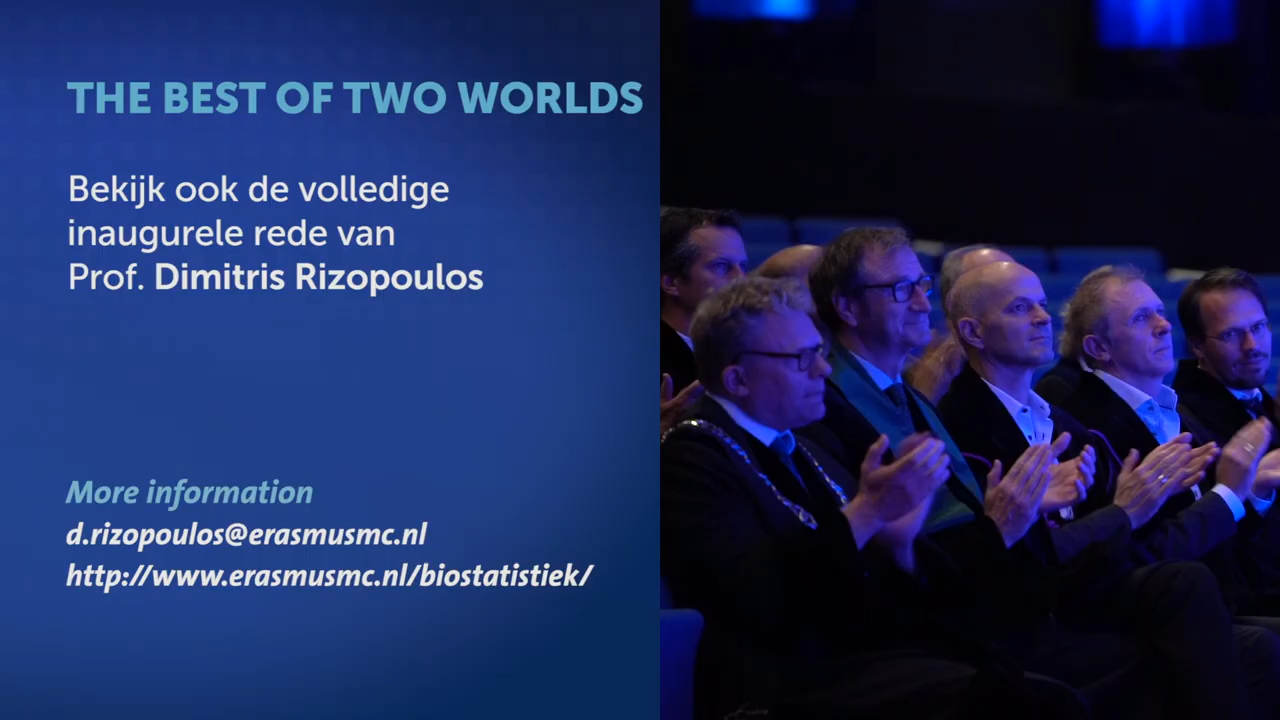 THE BEST OF TWO WORLDS
Bekijk ook de volledige
inaugurele rede van
Prof. Dimitris Rizopoulos
More information
d.rizopoulos@erasmusmc.nl
http://www.erasmusmc.nl/biostatistiek/